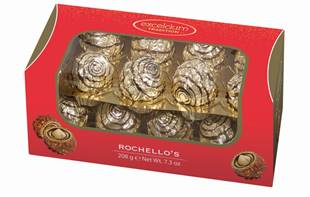 excelcium
TRADITION
ROCHELLO'S
208 g ℮ Net Wt. 7.3 oz